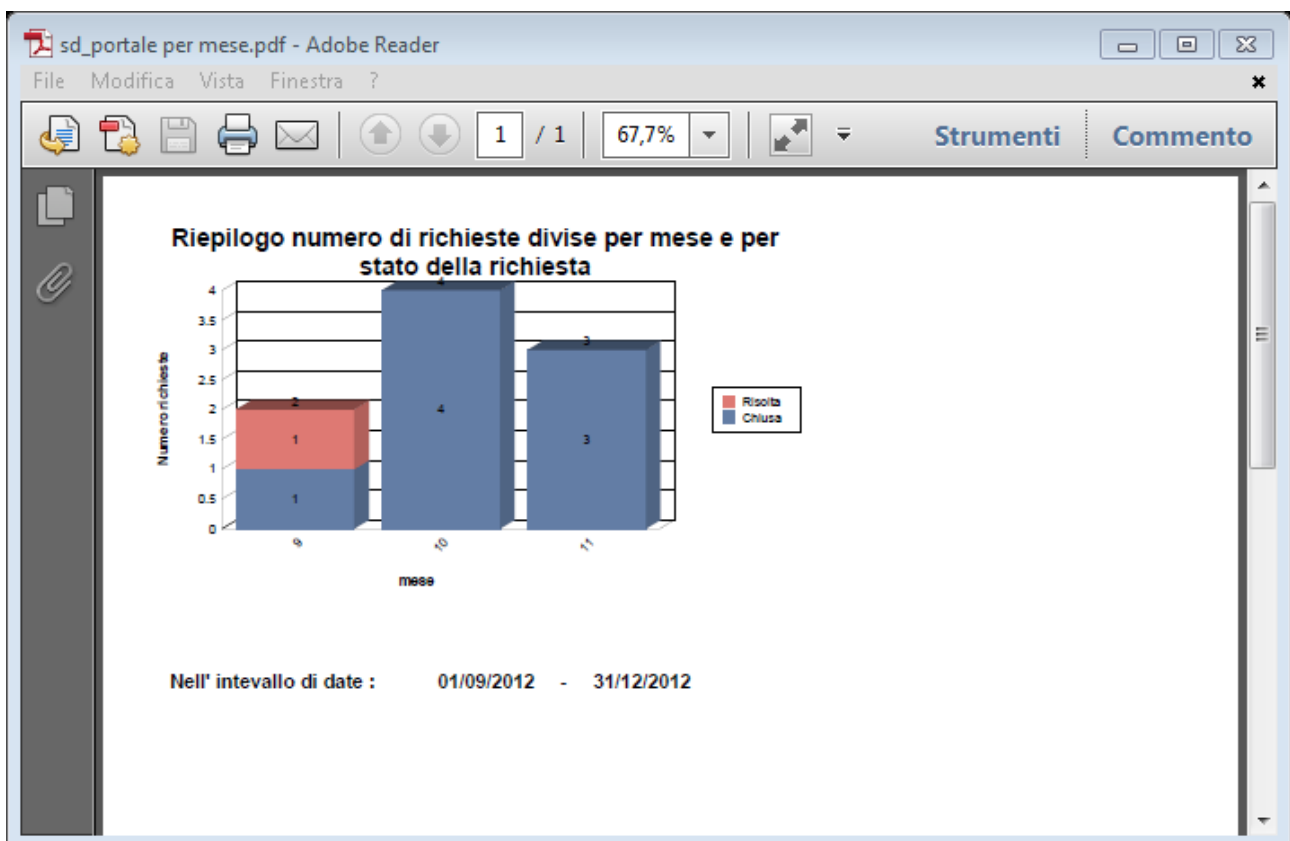 sd_portale per mese.pdf - Adobe Reader
File Modifica Vista Finestra ?
1 / 1 67,7% Strumenti Commento
Riepilogo numero di richieste divise per mese e per
stato della richiesta
Numero richieste
4
3.5
3
2.5
2
1.5
1
0.5
0
2
1
1
4
4
3
3
9 10 11
mese
Risolta
Chiusa
Nell' intevallo di date : 01/09/2012 - 31/12/2012